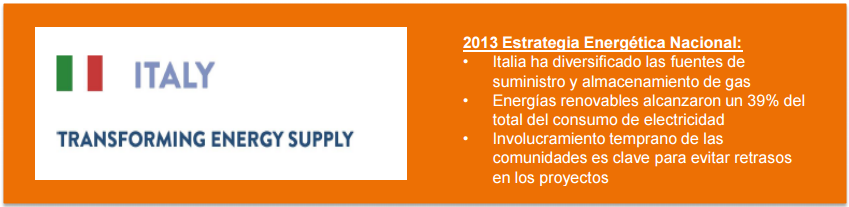 ITALY
TRANSFORMING ENERGY SUPPLY
2013 Estrategia Energética Nacional:
• Italia ha diversificado las fuentes de
suministro y almacenamiento de gas
• Energías renovables alcanzaron un 39% del
total del consumo de electricidad
• Involucramiento temprano de las
comunidades es clave para evitar retrasos
en los proyectos